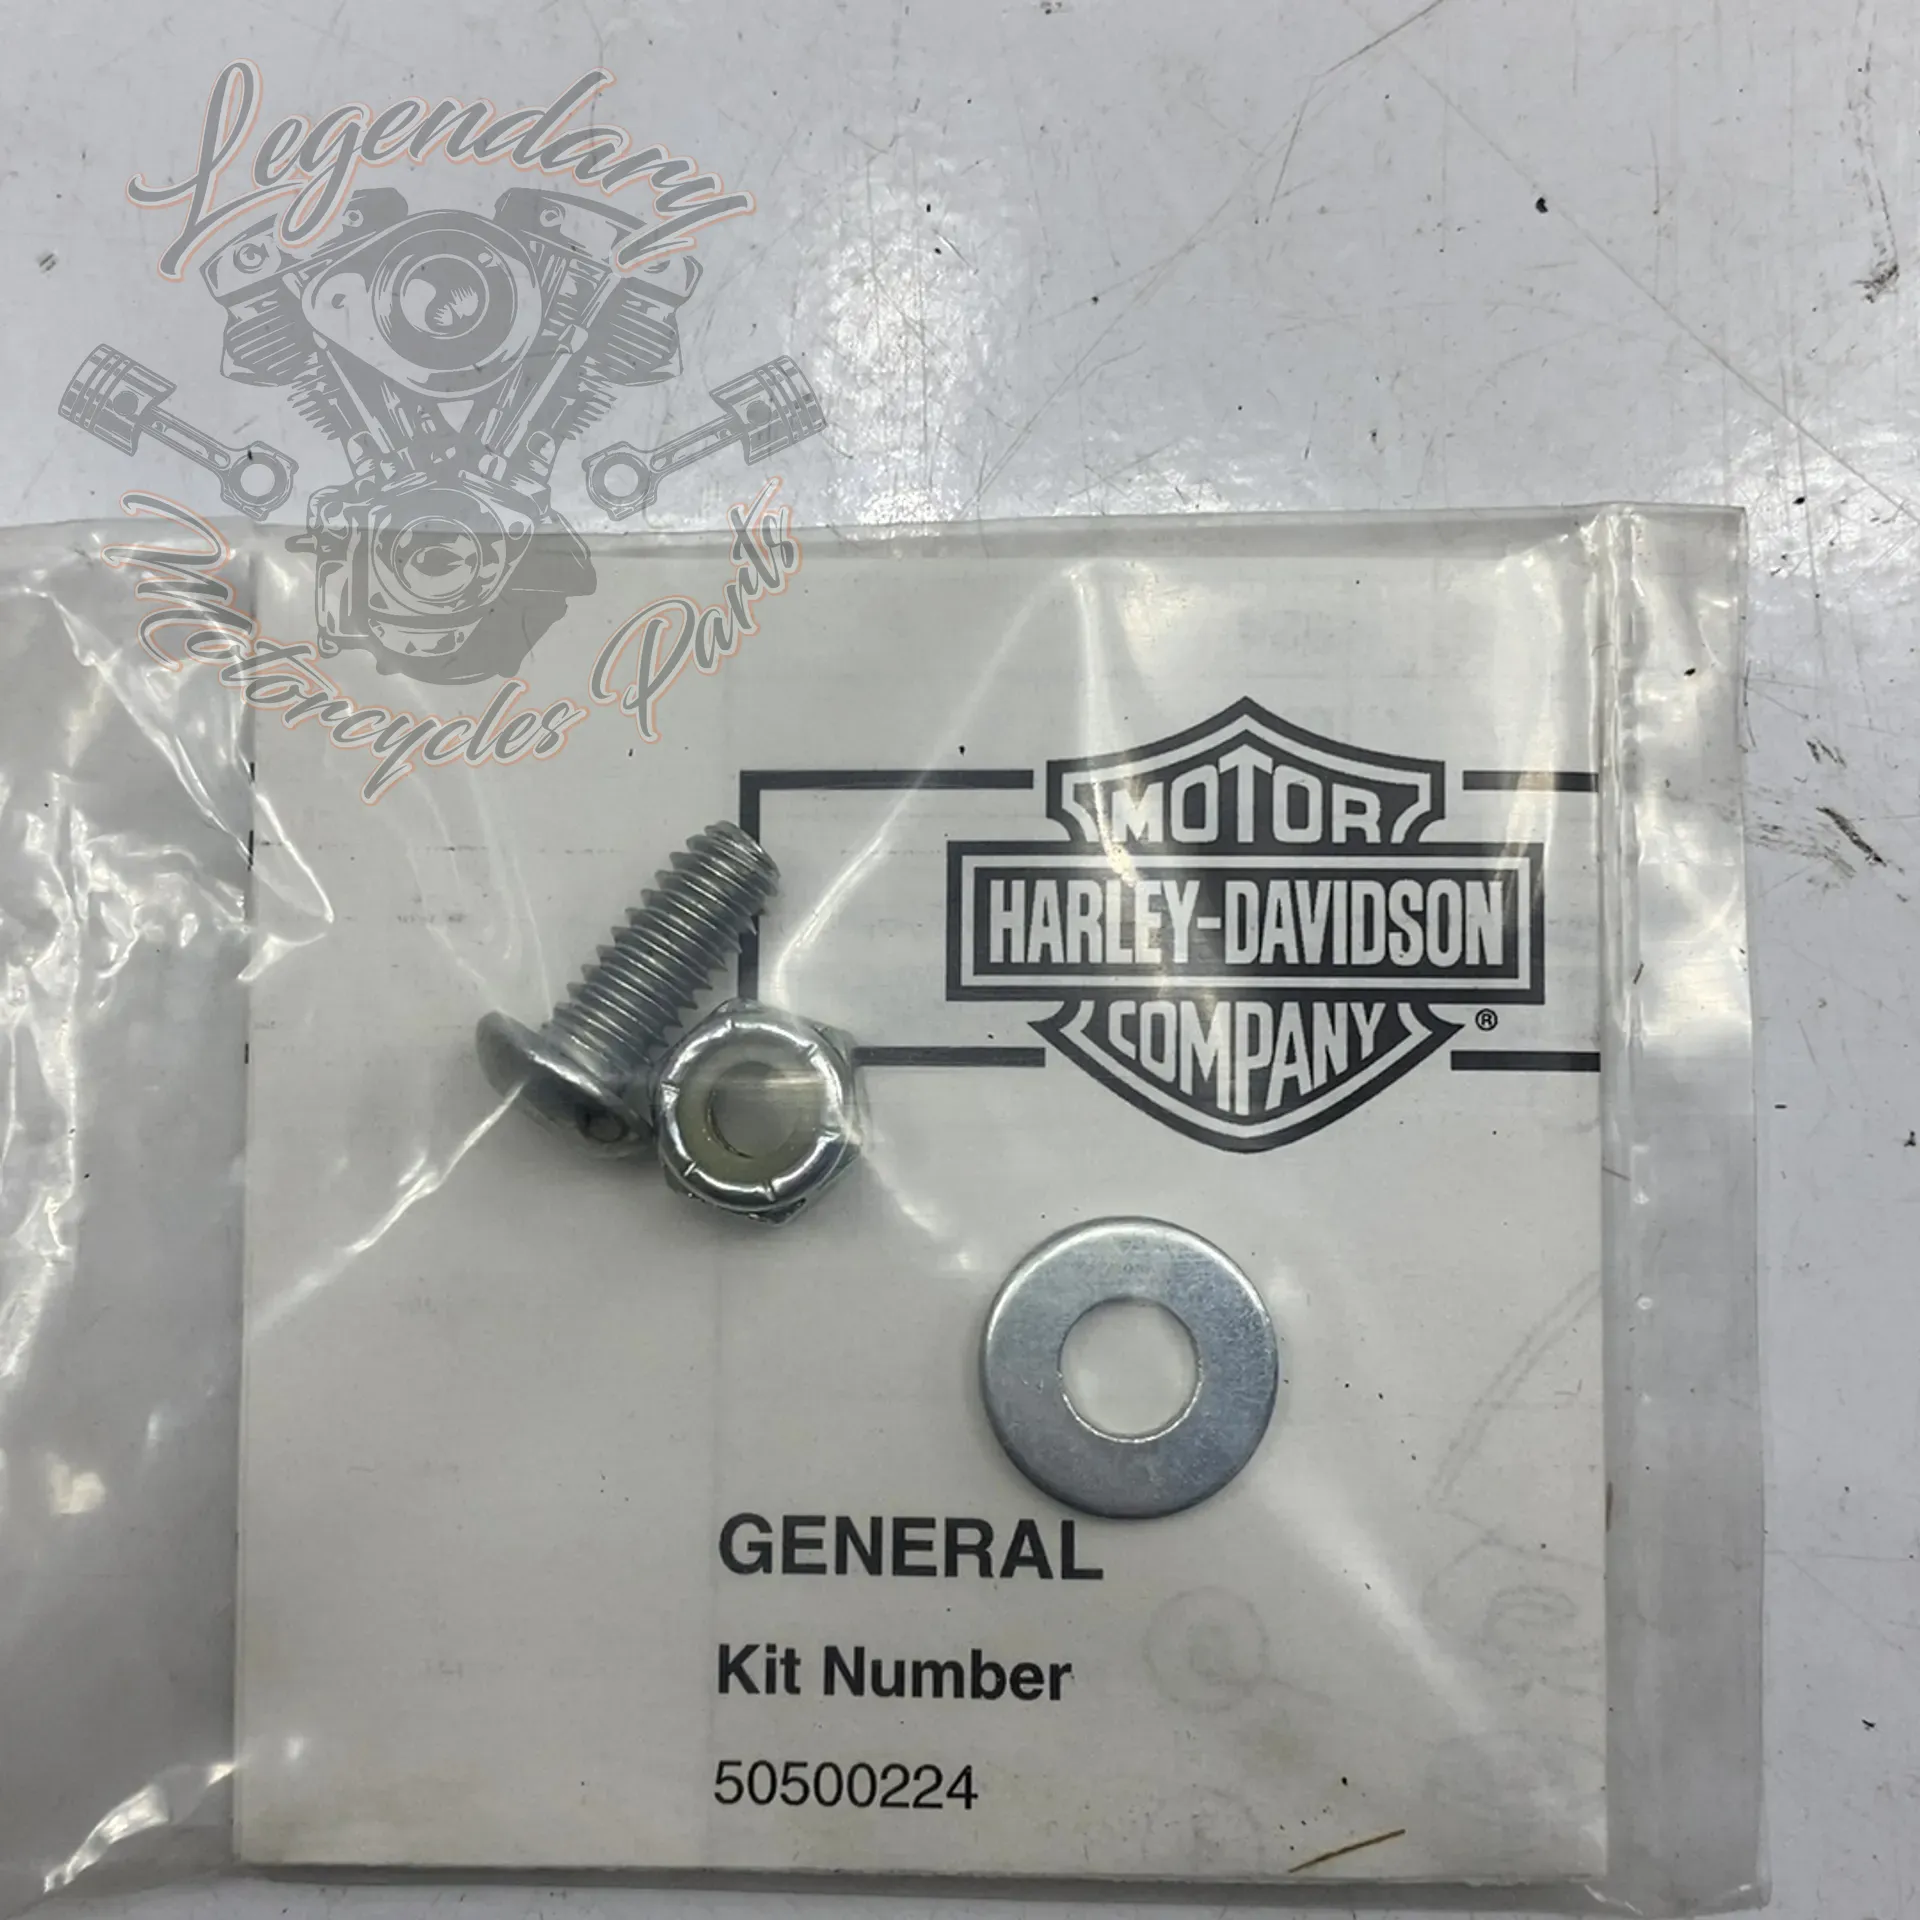 Legendary
Motorcycles Parts
MOTOR
HARLEY-DAVIDSON
COMPANY
®
GENERAL
Kit Number
50500224